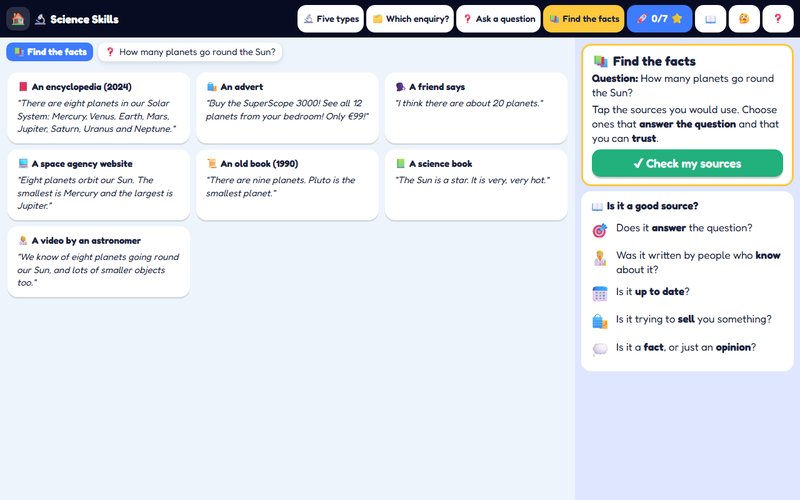 Science Skills
Five types
Which enquiry?
Ask a question
Find the facts
0/7
Find the facts
How many planets go round the Sun?
An encyclopedia (2024)
"There are eight planets in our Solar
System: Mercury, Venus, Earth, Mars,
Jupiter, Saturn, Uranus and Neptune."
An advert
"Buy the SuperScope 3000! See all 12
planets from your bedroom! Only €99!"
A friend says
"I think there are about 20 planets."
A space agency website
"Eight planets orbit our Sun. The
smallest is Mercury and the largest is
Jupiter."
An old book (1990)
"There are nine planets. Pluto is the
smallest planet."
A science book
"The Sun is a star. It is very, very hot."
A video by an astronomer
"We know of eight planets going round
our Sun, and lots of smaller objects
too."
Find the facts
Question: How many planets go round
the Sun?
Tap the sources you would use. Choose
ones that answer the question and that
you can trust.
✓ Check my sources
Is it a good source?
Does it answer the question?
Was it written by people who know
about it?
Is it up to date?
Is it trying to sell you something?
Is it a fact, or just an opinion?